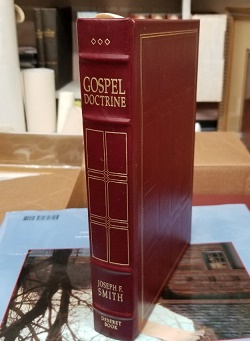 GOSPEL
DOCTRINE
JOSEPH F.
SMITH
DESERET
BOOK